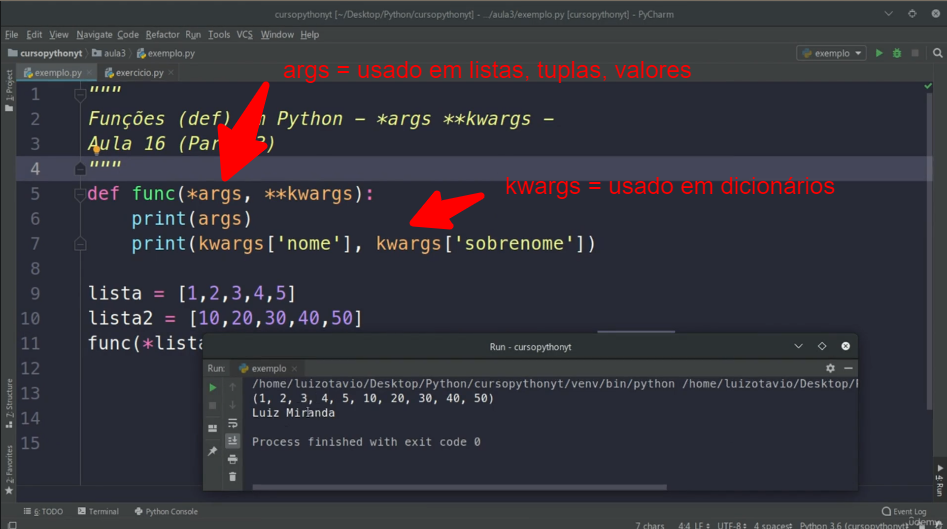 cursopythonyt [~/Desktop/Python/cursopythonyt] - .../aula3/exemplo.py [cursopythonyt] - PyCharm
File Edit View Navigate Code Refactor Run Tools VCS Window Help
cursopythonyt aula3 exemplo.py exemplo
exemplo.py exercicio.py
args = usado em listas, tuplas, valores
1 """
2 Funções (def) Python - *args **kwargs -
3 Aula 16
4 """
kwargs = usado em dicionários
5 def func(*args, **kwargs):
6 print(args)
7 print(kwargs['nome'], kwargs['sobrenome'])
8
9 lista = [1,2,3,4,5]
10 lista2 = [10,20,30,40,50]
11 func(*lista
12
13
14
15
Run - cursopythonyt
Run: exemplo
/home/luizotavio/Desktop/Python/cursopythonyt/venv/bin/python /home/luizotavio/Desktop/
(1, 2, 3, 4, 5, 10, 20, 30, 40, 50)
Luiz Miranda
Process finished with exit code 0
1: Project
7: Structure
2: Favorites
4: Run
6: TODO Terminal Python Console Event Log
7 chars 4:4 LF UTF-8 4 spaces Python 3.6 (cursopythonyt)
udemy